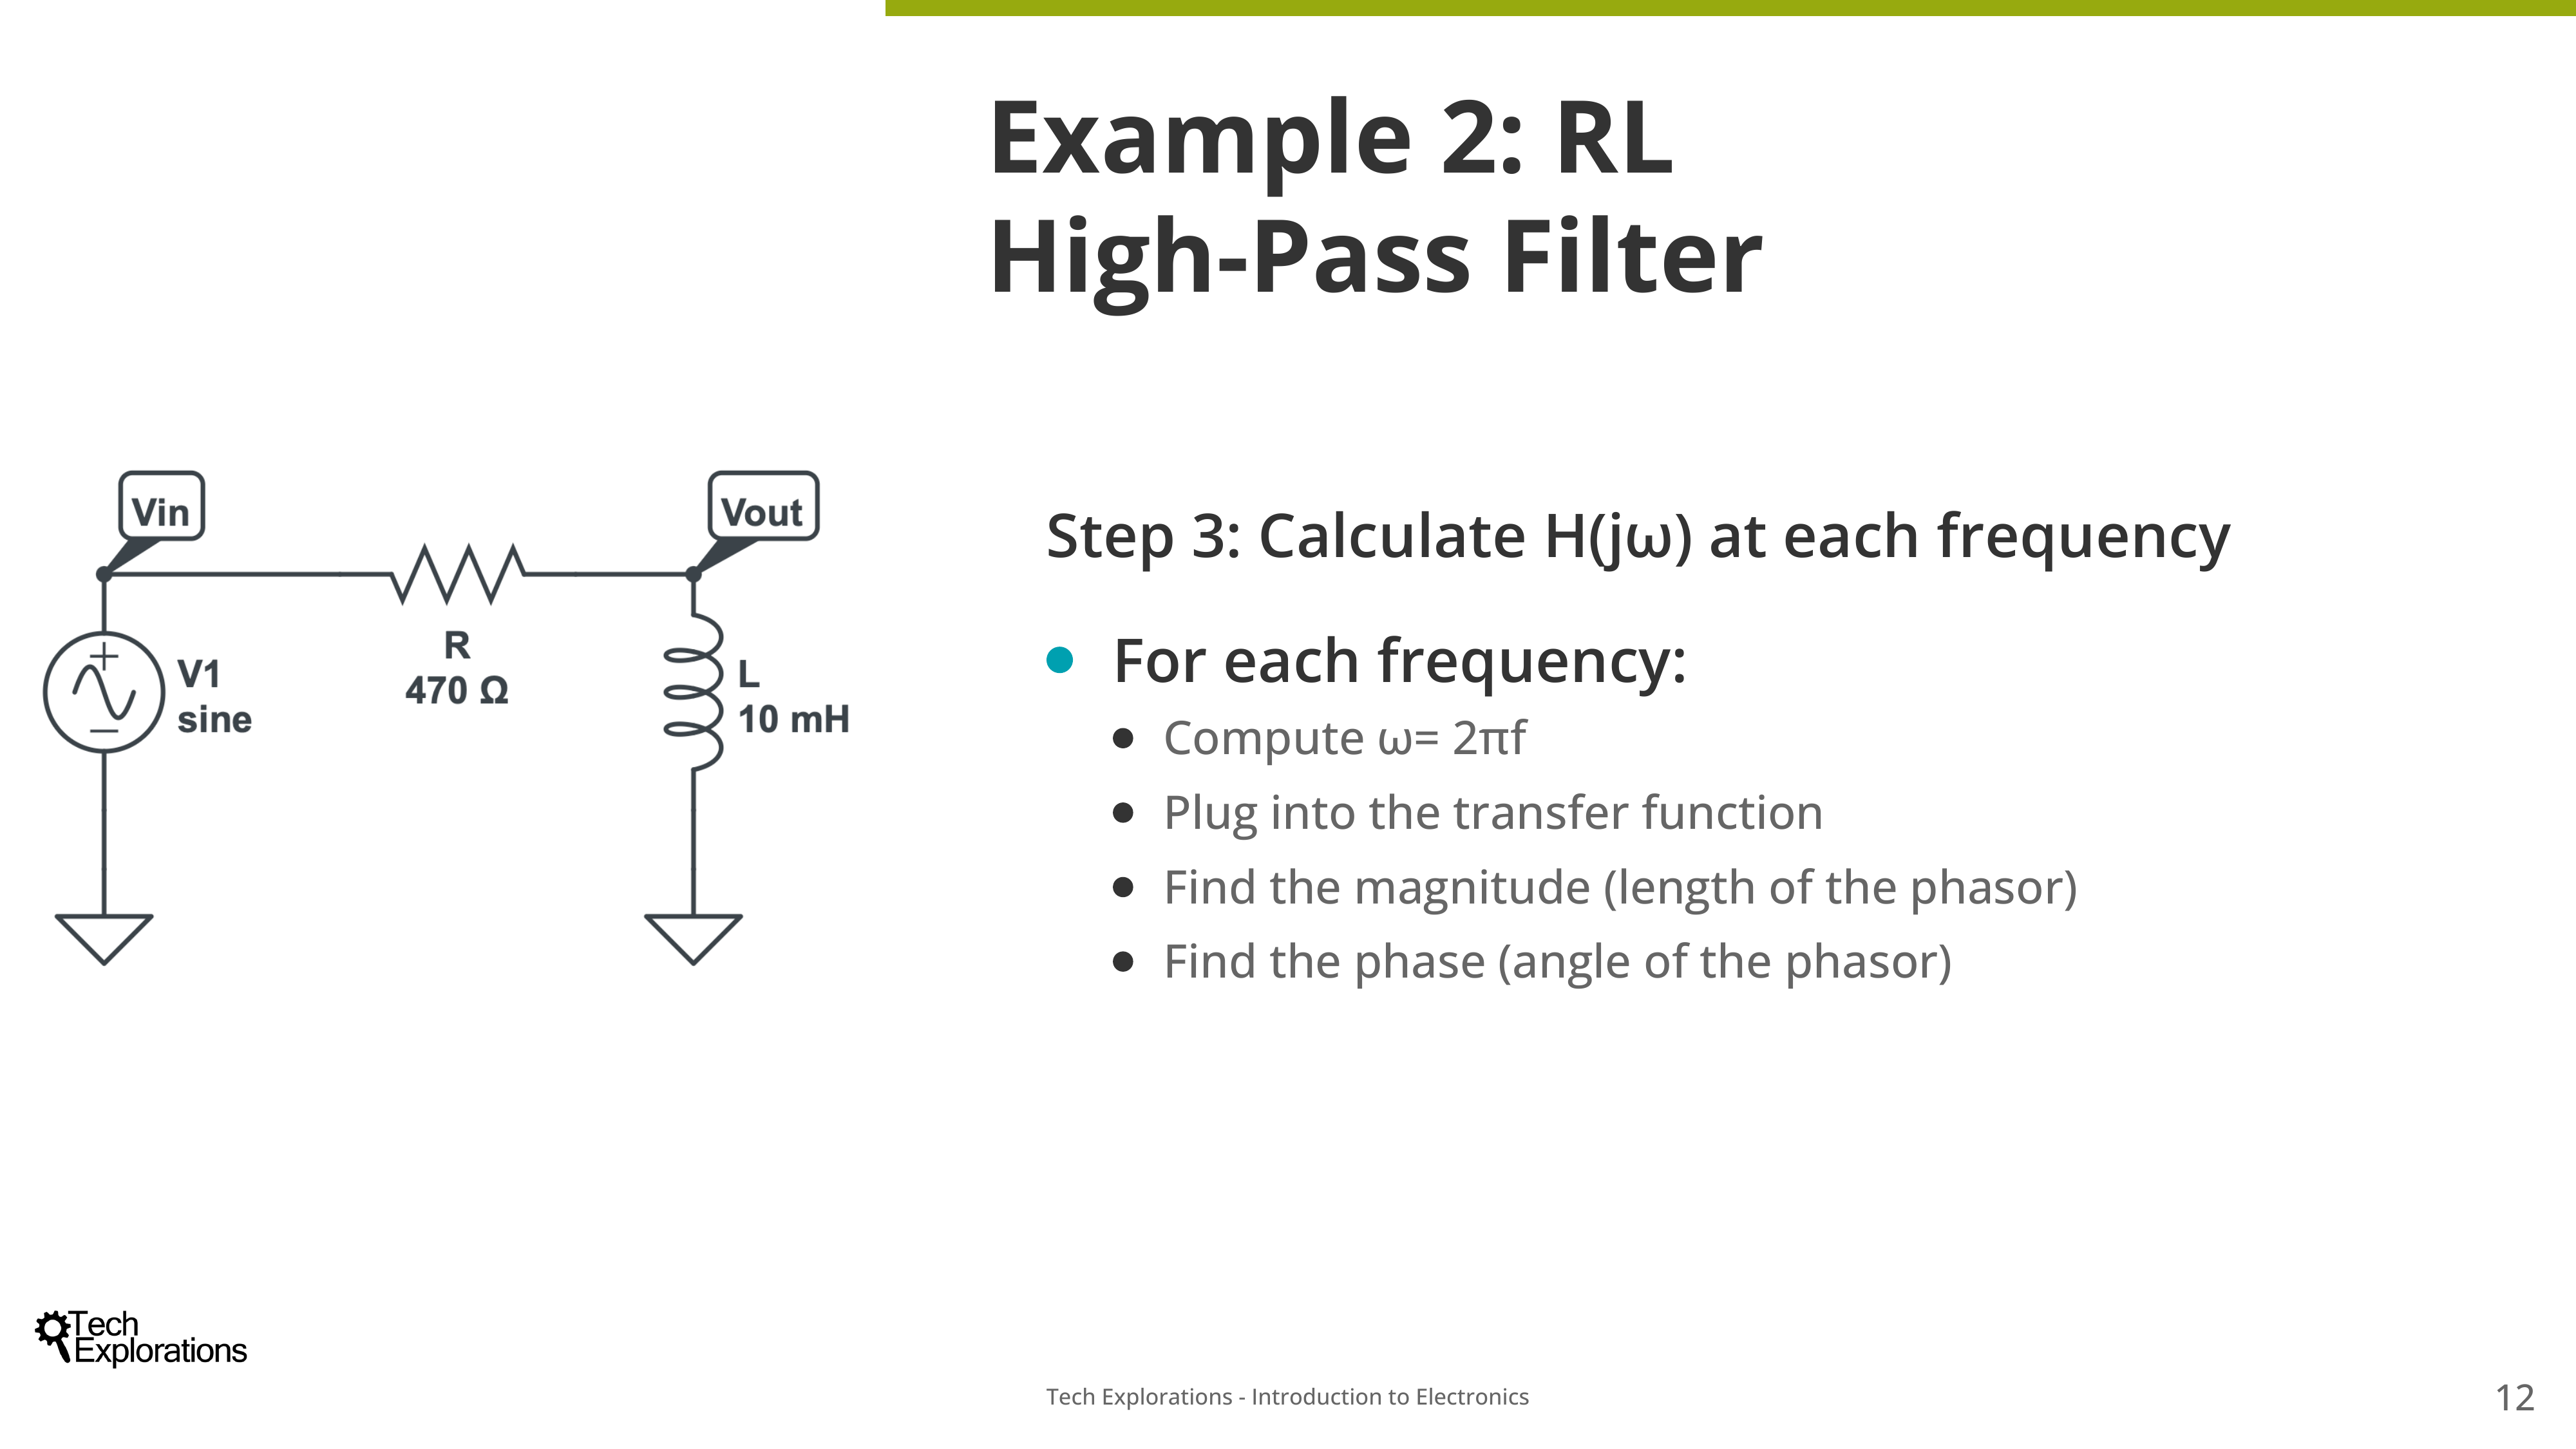 Example 2: RL
High-Pass Filter
Vin
Vout
R
470 Ω
V1
sine
L
10 mH
Step 3: Calculate H(jω) at each frequency
For each frequency:
Compute ω= 2πf
Plug into the transfer function
Find the magnitude (length of the phasor)
Find the phase (angle of the phasor)
Tech
Explorations
Tech Explorations - Introduction to Electronics
12